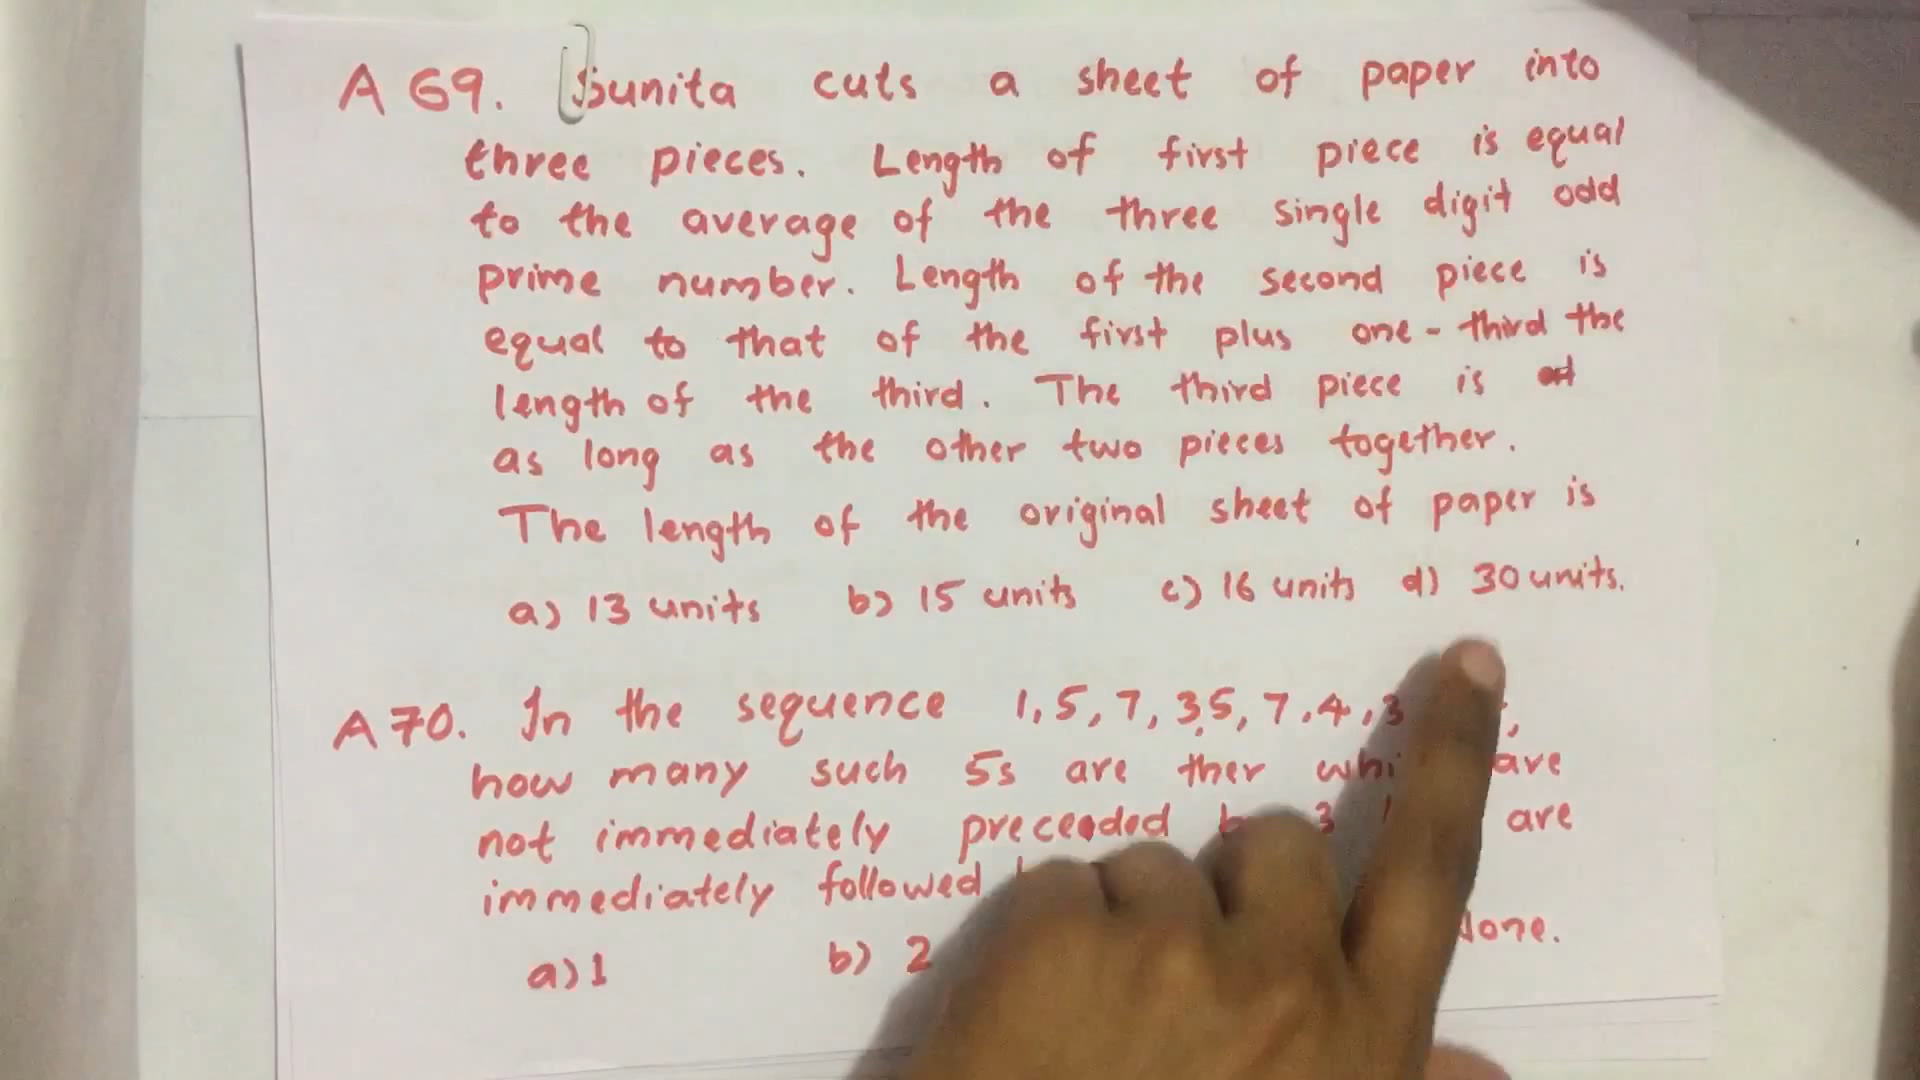 A 69. Sunita cuts a sheet of paper into
three pieces. Length of first piece is equal
to the average of the three single digit odd
prime number. Length of the second piece is
equal to that of the first plus one-third the
length of the third. The third piece is
as long as the other two pieces together.
The length of the original sheet of paper is
a) 13 units b) 15 units c) 16 units d) 30 units.
A 70. In the sequence 1, 5, 7, 3, 5, 7, 4, 3
how many such 5s are ther are
not immediately preceded 3 are
immediately followed
a) 1 b) 2